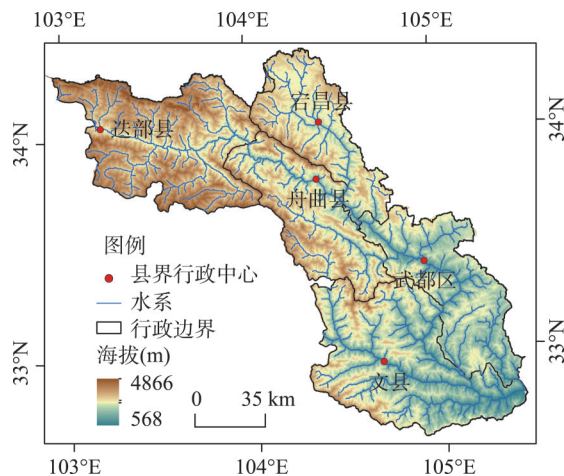 103°E 104°E 105°E
34°N
34°N
宕昌县
迭部县
舟曲县
图例
县界行政中心
武都区
水系
行政边界
33°N
33°N
海拔(m)
4866
568
0 35 km
文县
103°E 104°E 105°E